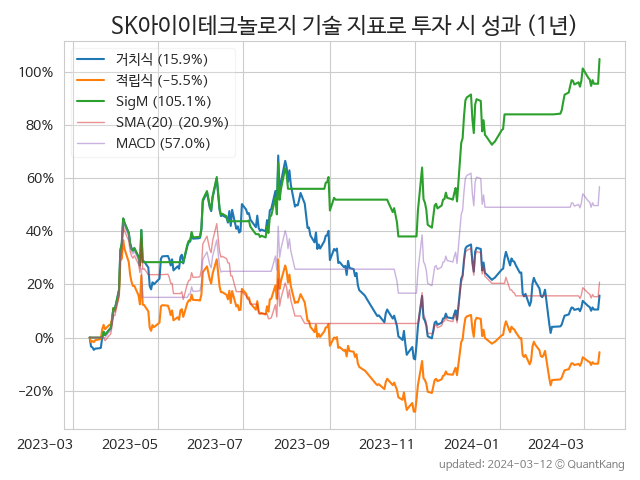 SK아이이테크놀로지 기술 지표로 투자 시 성과 (1년)
거치식 (15.9%)
적립식 (−5.5%)
SigM (105.1%)
SMA(20) (20.9%)
MACD (57.0%)
100%
80%
60%
40%
20%
0%
−20%
2023-03 2023-05 2023-07 2023-09 2023-11 2024-01 2024-03
updated: 2024-03-12 © QuantKang